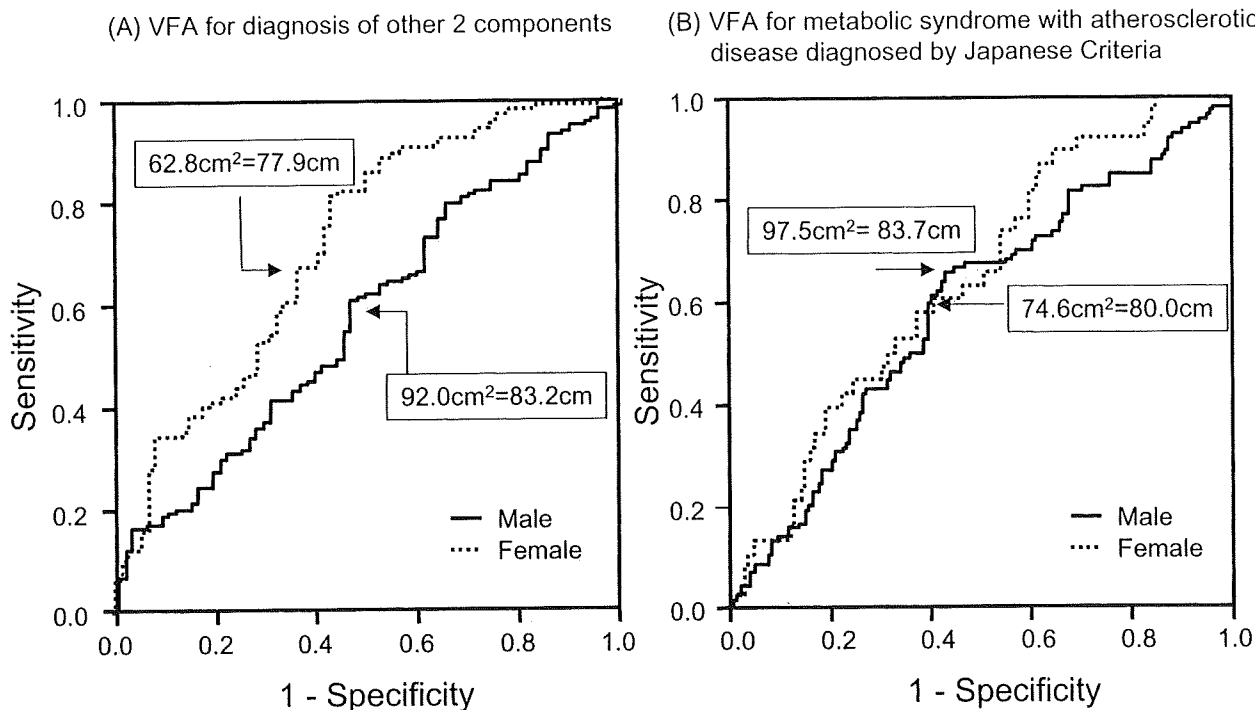 (A) VFA for diagnosis of other 2 components
1.0
0.8
0.6
0.4
0.2
0.0
Sensitivity
62.8cm²=77.9cm
92.0cm²=83.2cm
Male
Female
0.0 0.2 0.4 0.6 0.8 1.0
1 - Specificity
(B) VFA for metabolic syndrome with atherosclerotic
disease diagnosed by Japanese Criteria
1.0
0.8
0.6
0.4
0.2
0.0
Sensitivity
97.5cm²= 83.7cm
74.6cm²=80.0cm
Male
Female
0.0 0.2 0.4 0.6 0.8 1.0
1 - Specificity